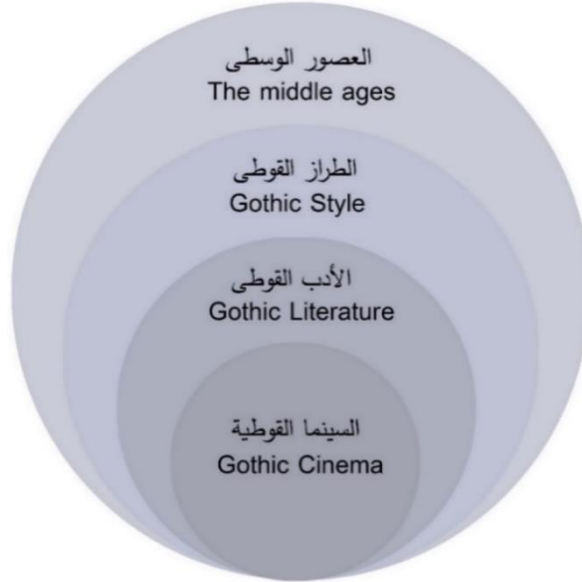 العصور الوسطى
The middle ages
الطراز القوطى
Gothic Style
الأدب القوطى
Gothic Literature
السينما القوطية
Gothic Cinema